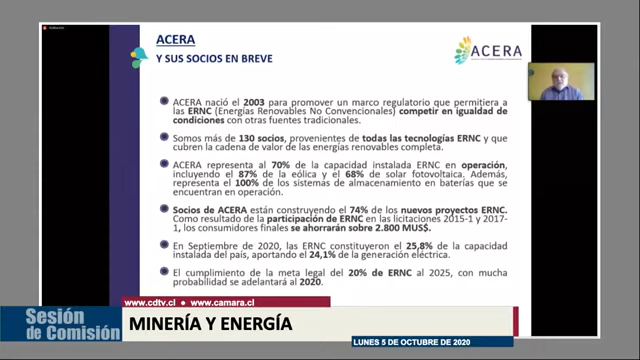 ACERA
Y SUS SOCIOS EN BREVE
ACERA
ACERA nació el 2003 para promover un marco regulatorio que permitiera a
las ERNC (Energías Renovables No Convencionales) competir en igualdad de
condiciones con otras fuentes tradicionales.
Somos más de 130 socios, provenientes de todas las tecnologías ERNC y que
cubren la cadena de valor de las energías renovables completa.
ACERA representa al 70% de la capacidad instalada ERNC en operación,
incluyendo el 87% de la eólica y el 68% de solar fotovoltaica. Además,
representa el 100% de los sistemas de almacenamiento en baterías que se
encuentran en operación.
Socios de ACERA están construyendo el 74% de los nuevos proyectos ERNC.
Como resultado de la participación de ERNC en las licitaciones 2015-1 y 2017-
1, los consumidores finales se ahorrarán sobre 2.800 MUS$.
En Septiembre de 2020, las ERNC constituyeron el 25,8% de la capacidad
instalada del país, aportando el 24,1% de la generación eléctrica.
El cumplimiento de la meta legal del 20% de ERNC al 2025, con mucha
probabilidad se adelantará al 2020.
www.cdtv.cl ● www.camara.cl
Sesión
de Comisión
MINERÍA Y ENERGÍA
LUNES 5 DE OCTUBRE DE 2020